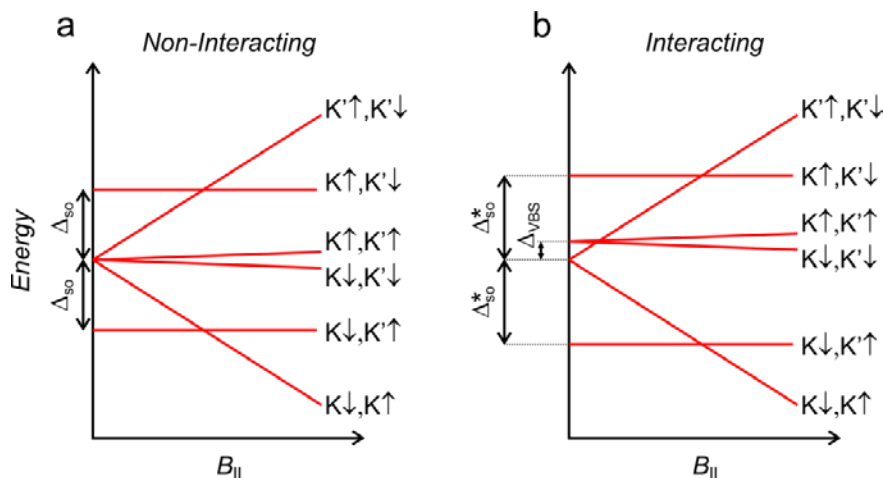 a
Non-Interacting
Energy
Δso
Δso
K'↑,K'↓
K↑,K'↓
K↑,K'↑
K↓,K'↓
K↓,K'↑
K↓,K↑
B||
b
Interacting
Δ*so
ΔVBS
Δ*so
K'↑,K'↓
K↑,K'↓
K↑,K'↑
K↓,K'↓
K↓,K'↑
K↓,K↑
B||